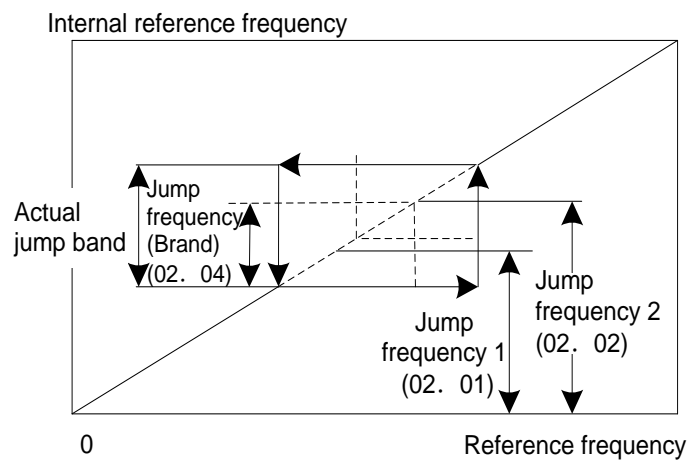 Internal reference frequency
Actual
jump band
Jump
frequency
(Brand)
(02. 04)
Jump
frequency 1
(02. 01)
Jump
frequency 2
(02. 02)
0
Reference frequency